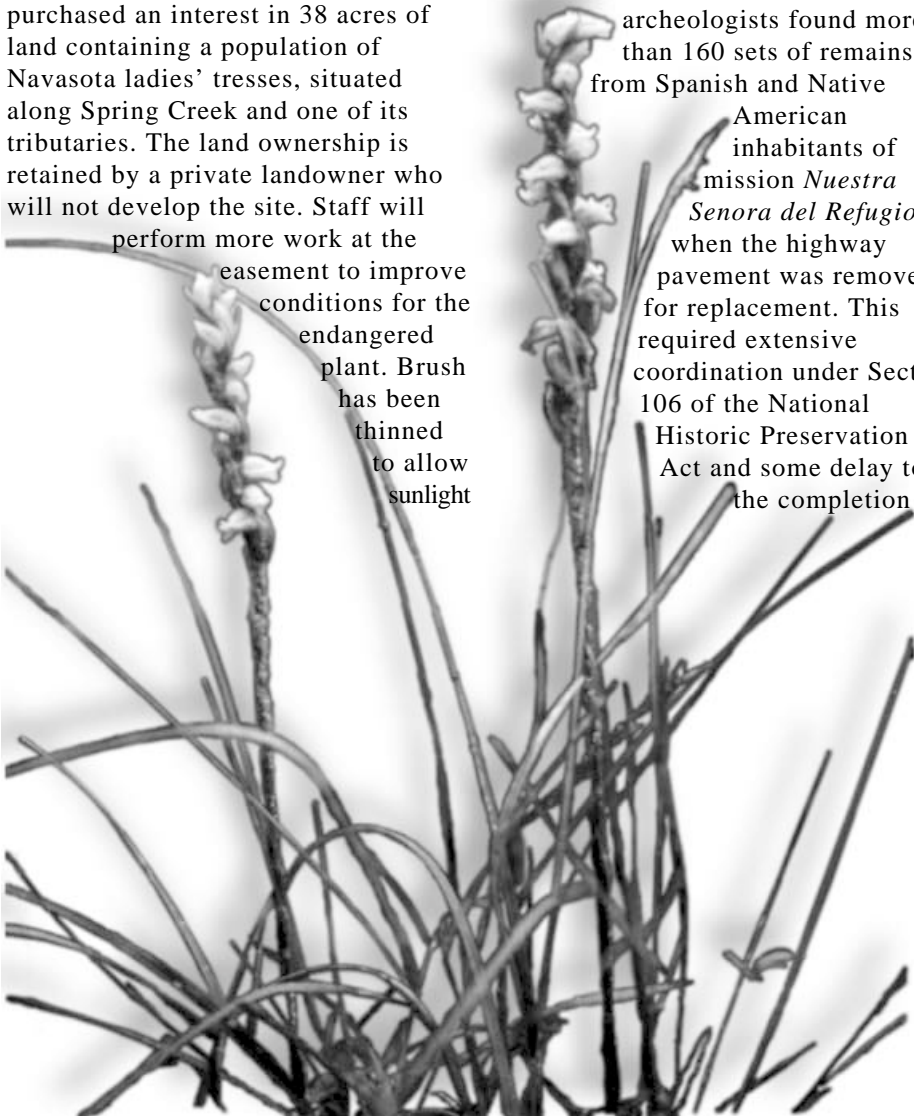 purchased an interest in 38 acres of
land containing a population of
Navasota ladies’ tresses, situated
along Spring Creek and one of its
tributaries. The land ownership is
retained by a private landowner who
will not develop the site. Staff will
perform more work at the
easement to improve
conditions for the
endangered
plant. Brush
has been
thinned
to allow
sunlight
archeologists found more
than 160 sets of remains
from Spanish and Native
American
inhabitants of
mission Nuestra
Senora del Refugio
when the highway
pavement was remove
for replacement. This
required extensive
coordination under Sect
106 of the National
Historic Preservation
Act and some delay to
the completion